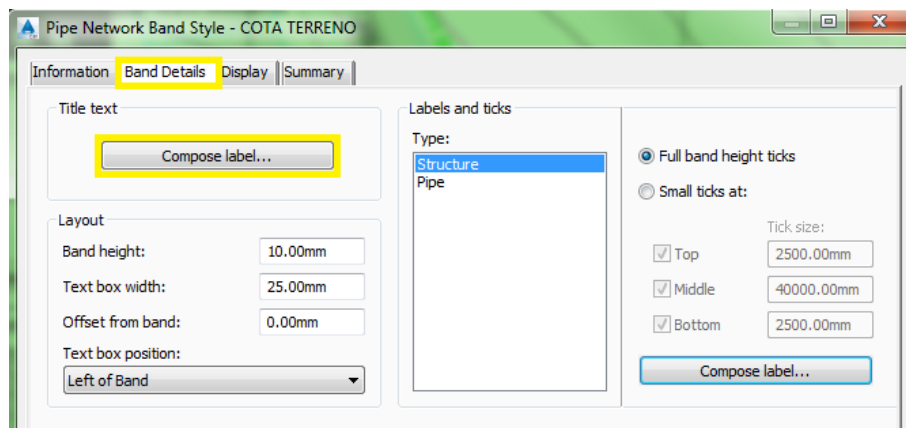 Pipe Network Band Style - COTA TERRENO
Information Band Details Display Summary
Title text
Compose label...
Layout
Band height: 10.00mm
Text box width: 25.00mm
Offset from band: 0.00mm
Text box position:
Left of Band
Labels and ticks
Type:
Structure
Pipe
Full band height ticks
Small ticks at:
Tick size:
Top 2500.00mm
Middle 40000.00mm
Bottom 2500.00mm
Compose label...